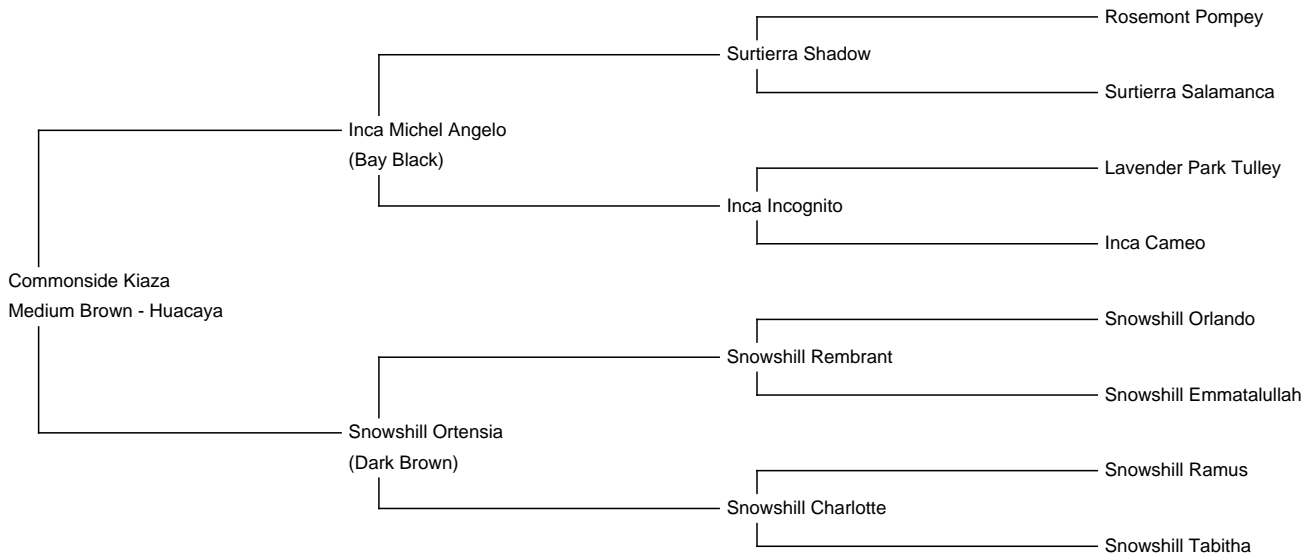 Rosemont Pompey
Surtierra Shadow
Surtierra Salamanca
Inca Michel Angelo
(Bay Black)
Lavender Park Tulley
Inca Incognito
Inca Cameo
Commonside Kiaza
Medium Brown - Huacaya
Snowshill Orlando
Snowshill Rembrant
Snowshill Emmatalullah
Snowshill Ortensia
(Dark Brown)
Snowshill Ramus
Snowshill Charlotte
Snowshill Tabitha